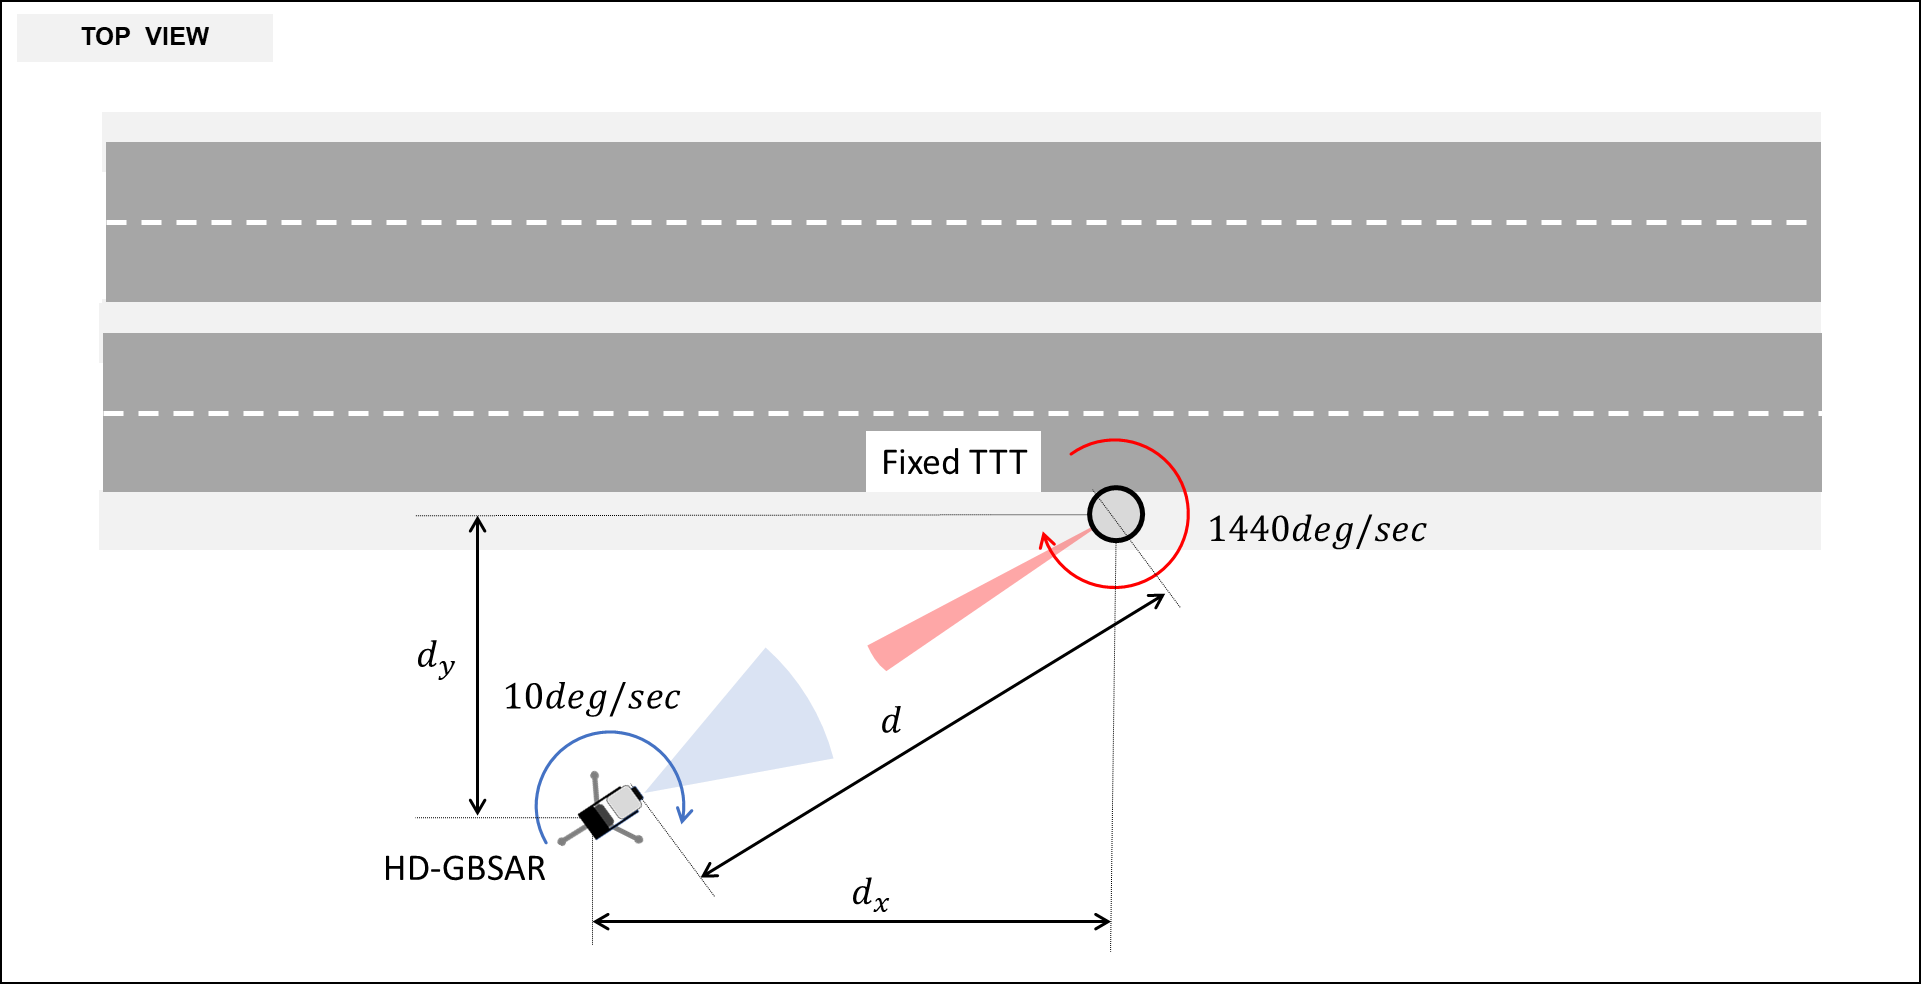 TOP VIEW
Fixed TTT
1440deg/sec
d_y
10deg/sec
d
HD-GBSAR
d_x